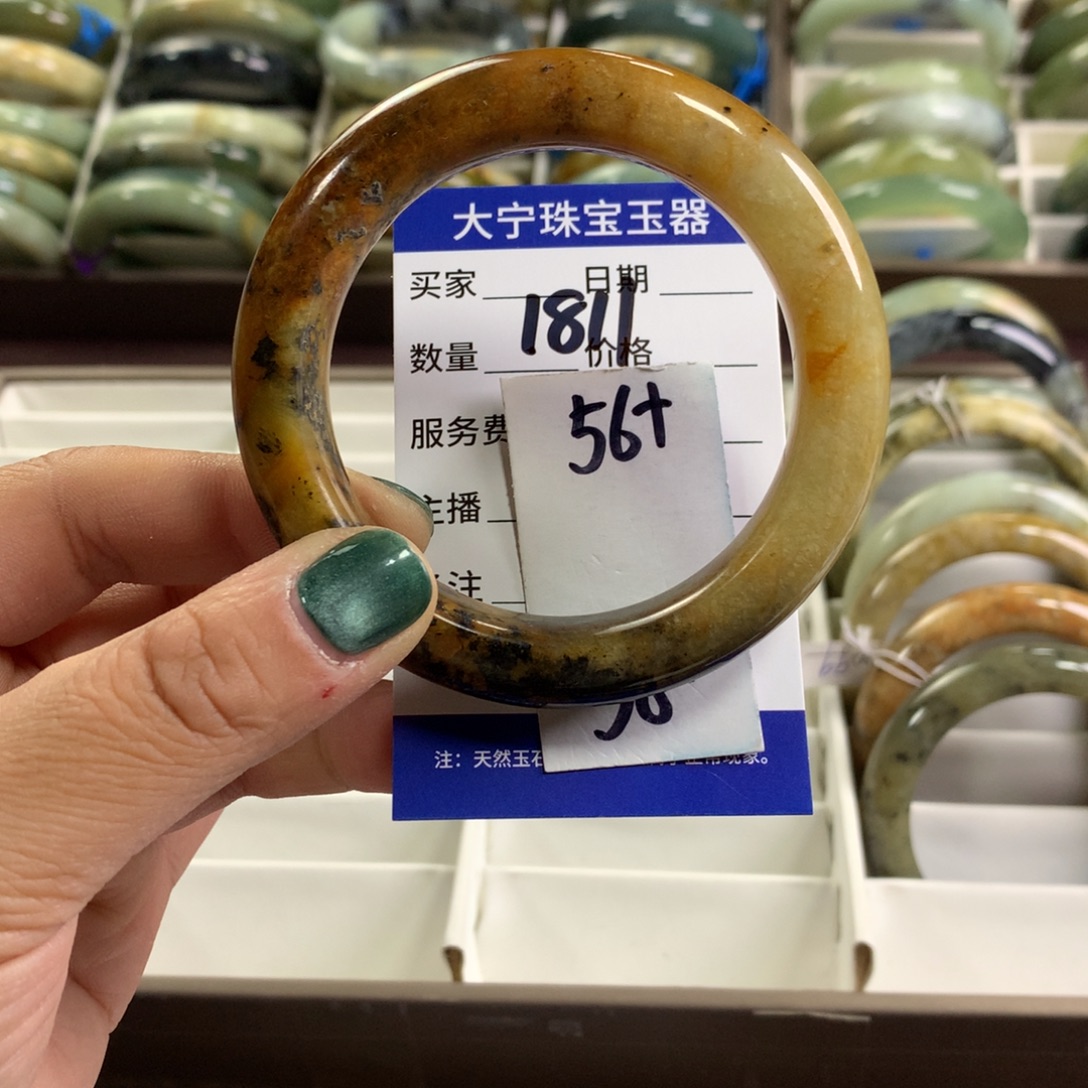 大宁珠宝玉器
买家 日期
1811
数量 价格
56+
服务费
主播
注
注：天然玉石